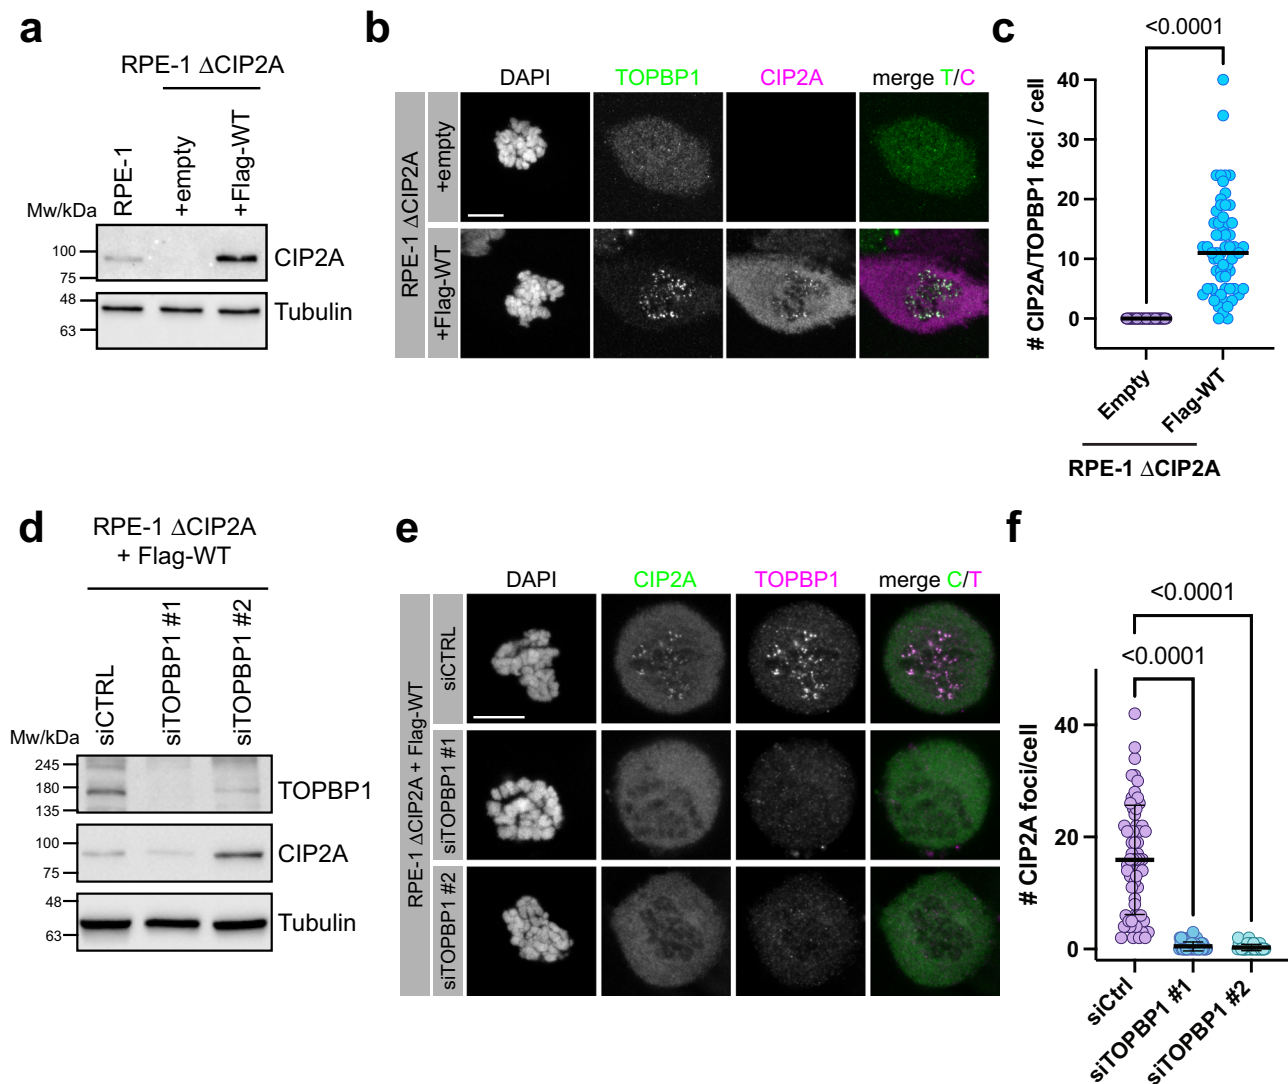 a
RPE-1 ΔCIP2A
RPE-1
+empty
+Flag-WT
Mw/kDa
100
75
CIP2A
48
63
Tubulin
b
DAPI
TOPBP1
CIP2A
merge T/C
RPE-1 ΔCIP2A
+empty
+Flag-WT
c
<0.0001
# CIP2A/TOPBP1 foci / cell
40
30
20
10
0
Empty
Flag-WT
RPE-1 ΔCIP2A
d
RPE-1 ΔCIP2A
+ Flag-WT
siCTRL
siTOPBP1 #1
siTOPBP1 #2
Mw/kDa
245
180
135
TOPBP1
100
75
CIP2A
48
63
Tubulin
e
DAPI
CIP2A
TOPBP1
merge C/T
RPE-1 ΔCIP2A + Flag-WT
siCTRL
siTOPBP1 #1
siTOPBP1 #2
f
<0.0001
<0.0001
# CIP2A foci/cell
40
20
0
siCtrl
siTOPBP1 #1
siTOPBP1 #2